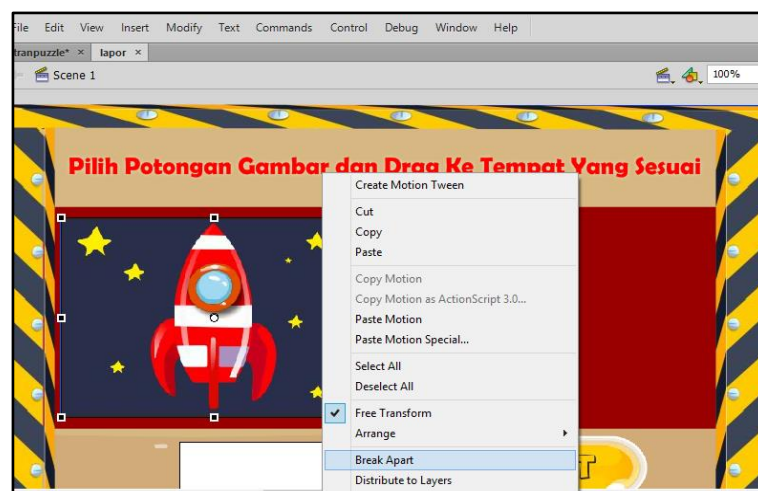 File Edit View Insert Modify Text Commands Control Debug Window Help
tranpuzzle* × lapor ×
Scene 1
100%
Pilih Potongan Gambar dan Drag Ke Tempat Yang Sesuai
Create Motion Tween
Cut
Copy
Paste
Copy Motion
Copy Motion as ActionScript 3.0...
Paste Motion
Paste Motion Special...
Select All
Deselect All
Free Transform
Arrange
Break Apart
Distribute to Layers